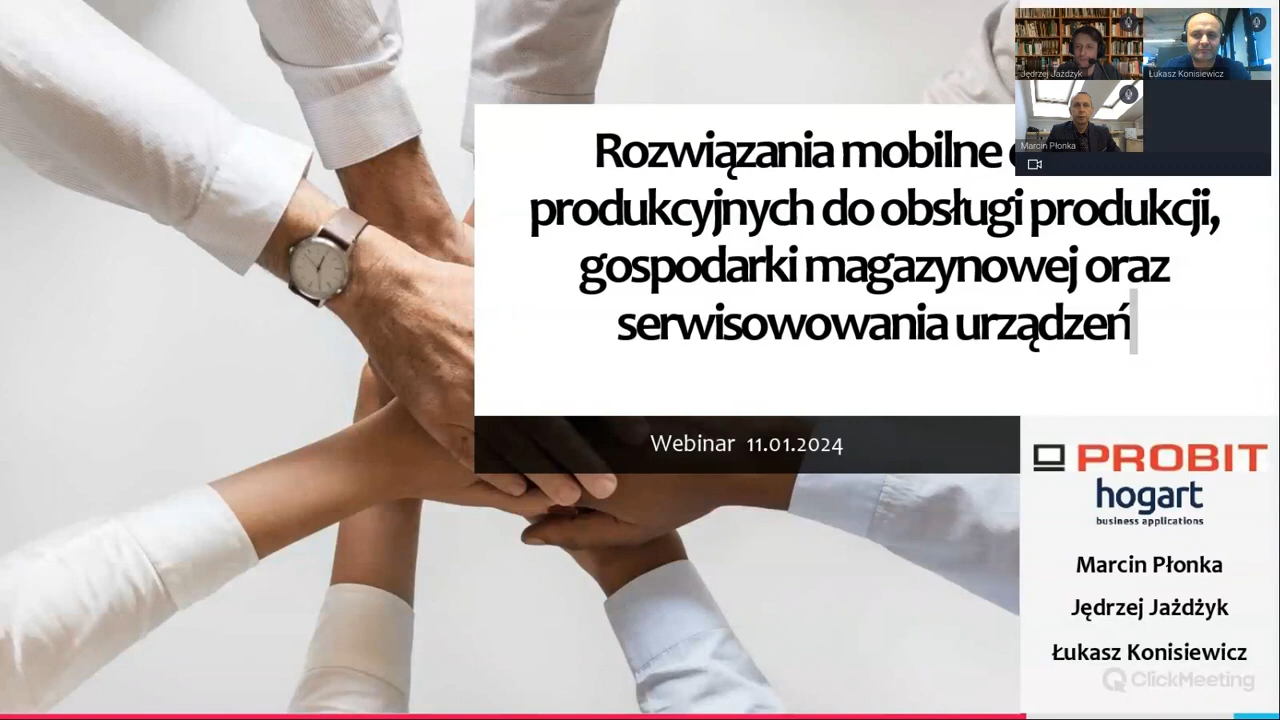 Jędrzej Jażdżyk
Łukasz Konisiewicz
Marcin Płonka
Rozwiązania mobilne
produkcyjnych do obsługi produkcji,
gospodarki magazynowej oraz
serwisowowania urządzeń
Webinar 11.01.2024
PROBIT
hogart
business applications
Marcin Płonka
Jędrzej Jażdżyk
Łukasz Konisiewicz
ClickMeeting